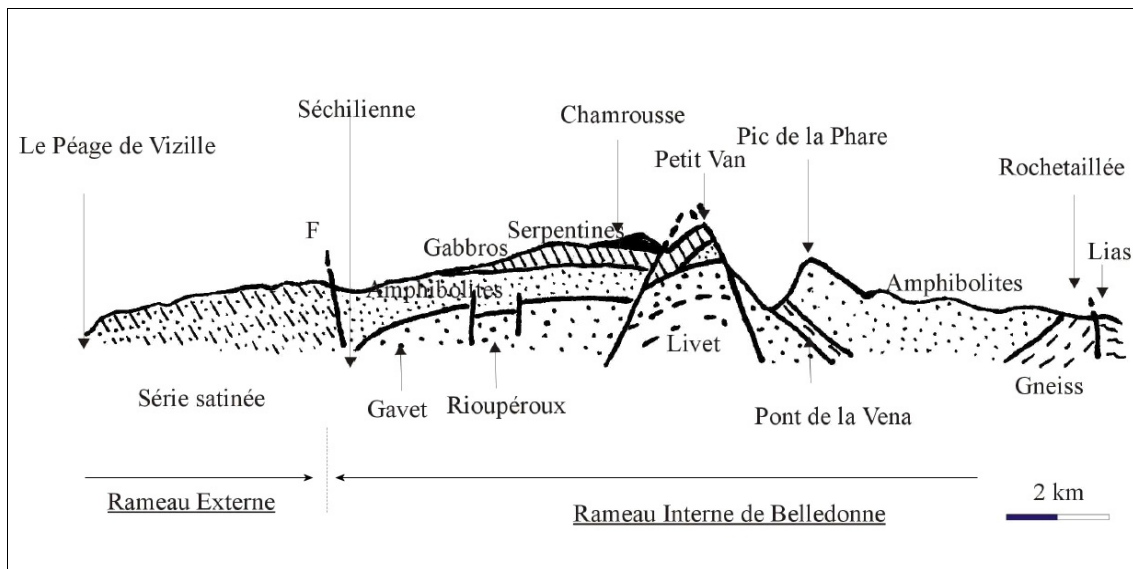 Le Péage de Vizille
Séchilienne
Chamrousse
Petit Van
Pic de la Phare
Rochetaillée
Lias
F
Serpentines
Gabbros
Amphibolites
Amphibolites
Livet
Gneiss
Série satinée
Gavet
Rioupéroux
Pont de la Vena
Rameau Externe
Rameau Interne de Belledonne
2 km